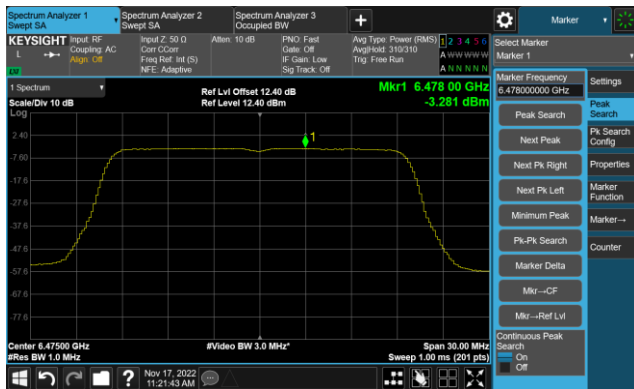 Spectrum Analyzer 1
Swept SA
Spectrum Analyzer 2
Swept SA
Spectrum Analyzer 3
Occupied BW
Marker
KEYSIGHT
L
Input: RF
Coupling: AC
Align: Off
Input Z: 50 Ω
Corr CCorr
Freq Ref: Int (S)
NFE: Adaptive
Atten: 10 dB
PNO: Fast
Gate: Off
IF Gain: Low
Sig Track: Off
Avg Type: Power (RMS)
Avg|Hold: 310/310
Trig: Free Run
1 2 3 4 5 6
A W W W W W
A N N N N N
Select Marker
Marker 1
1 Spectrum
Scale/Div 10 dB
Log
Ref Lvl Offset 12.40 dB
Ref Level 12.40 dBm
Mkr1 6.478 00 GHz
-3.281 dBm
1
2.40
-7.60
-17.6
-27.6
-37.6
-47.6
-57.6
-67.6
-77.6
Center 6.47500 GHz
#Res BW 1.0 MHz
#Video BW 3.0 MHz*
Span 30.00 MHz
Sweep 1.00 ms (201 pts)
Marker Frequency
6.478000000 GHz
Peak Search
Next Peak
Next Pk Right
Next Pk Left
Minimum Peak
Pk-Pk Search
Marker Delta
Mkr→CF
Mkr→Ref Lvl
Continuous Peak
Search
On
Off
Settings
Peak
Search
Pk Search
Config
Properties
Marker
Function
Marker→
Counter
?
Nov 17, 2022
11:21:43 AM